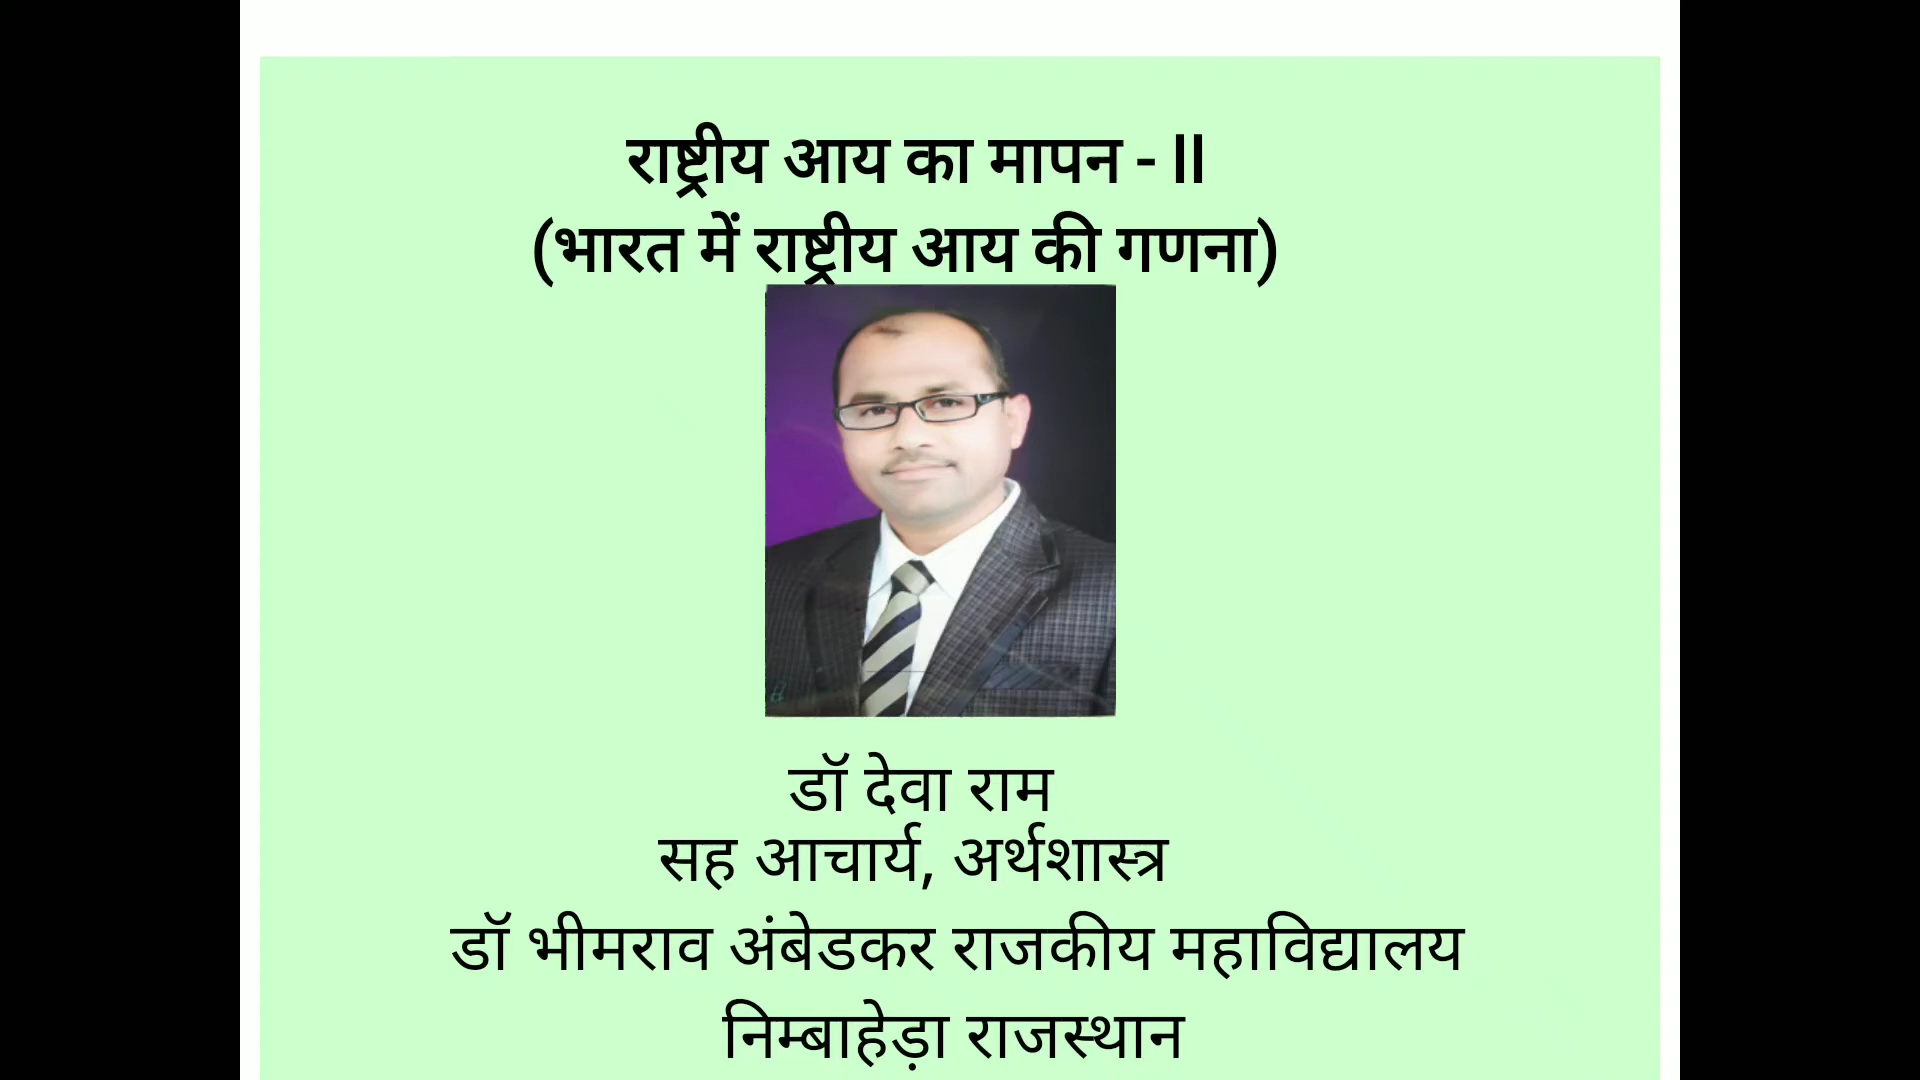 राष्ट्रीय आय का मापन - II
(भारत में राष्ट्रीय आय की गणना)
डॉ देवा राम
सह आचार्य, अर्थशास्त्र
डॉ भीमराव अंबेडकर राजकीय महाविद्यालय
निम्बाहेड़ा राजस्थान